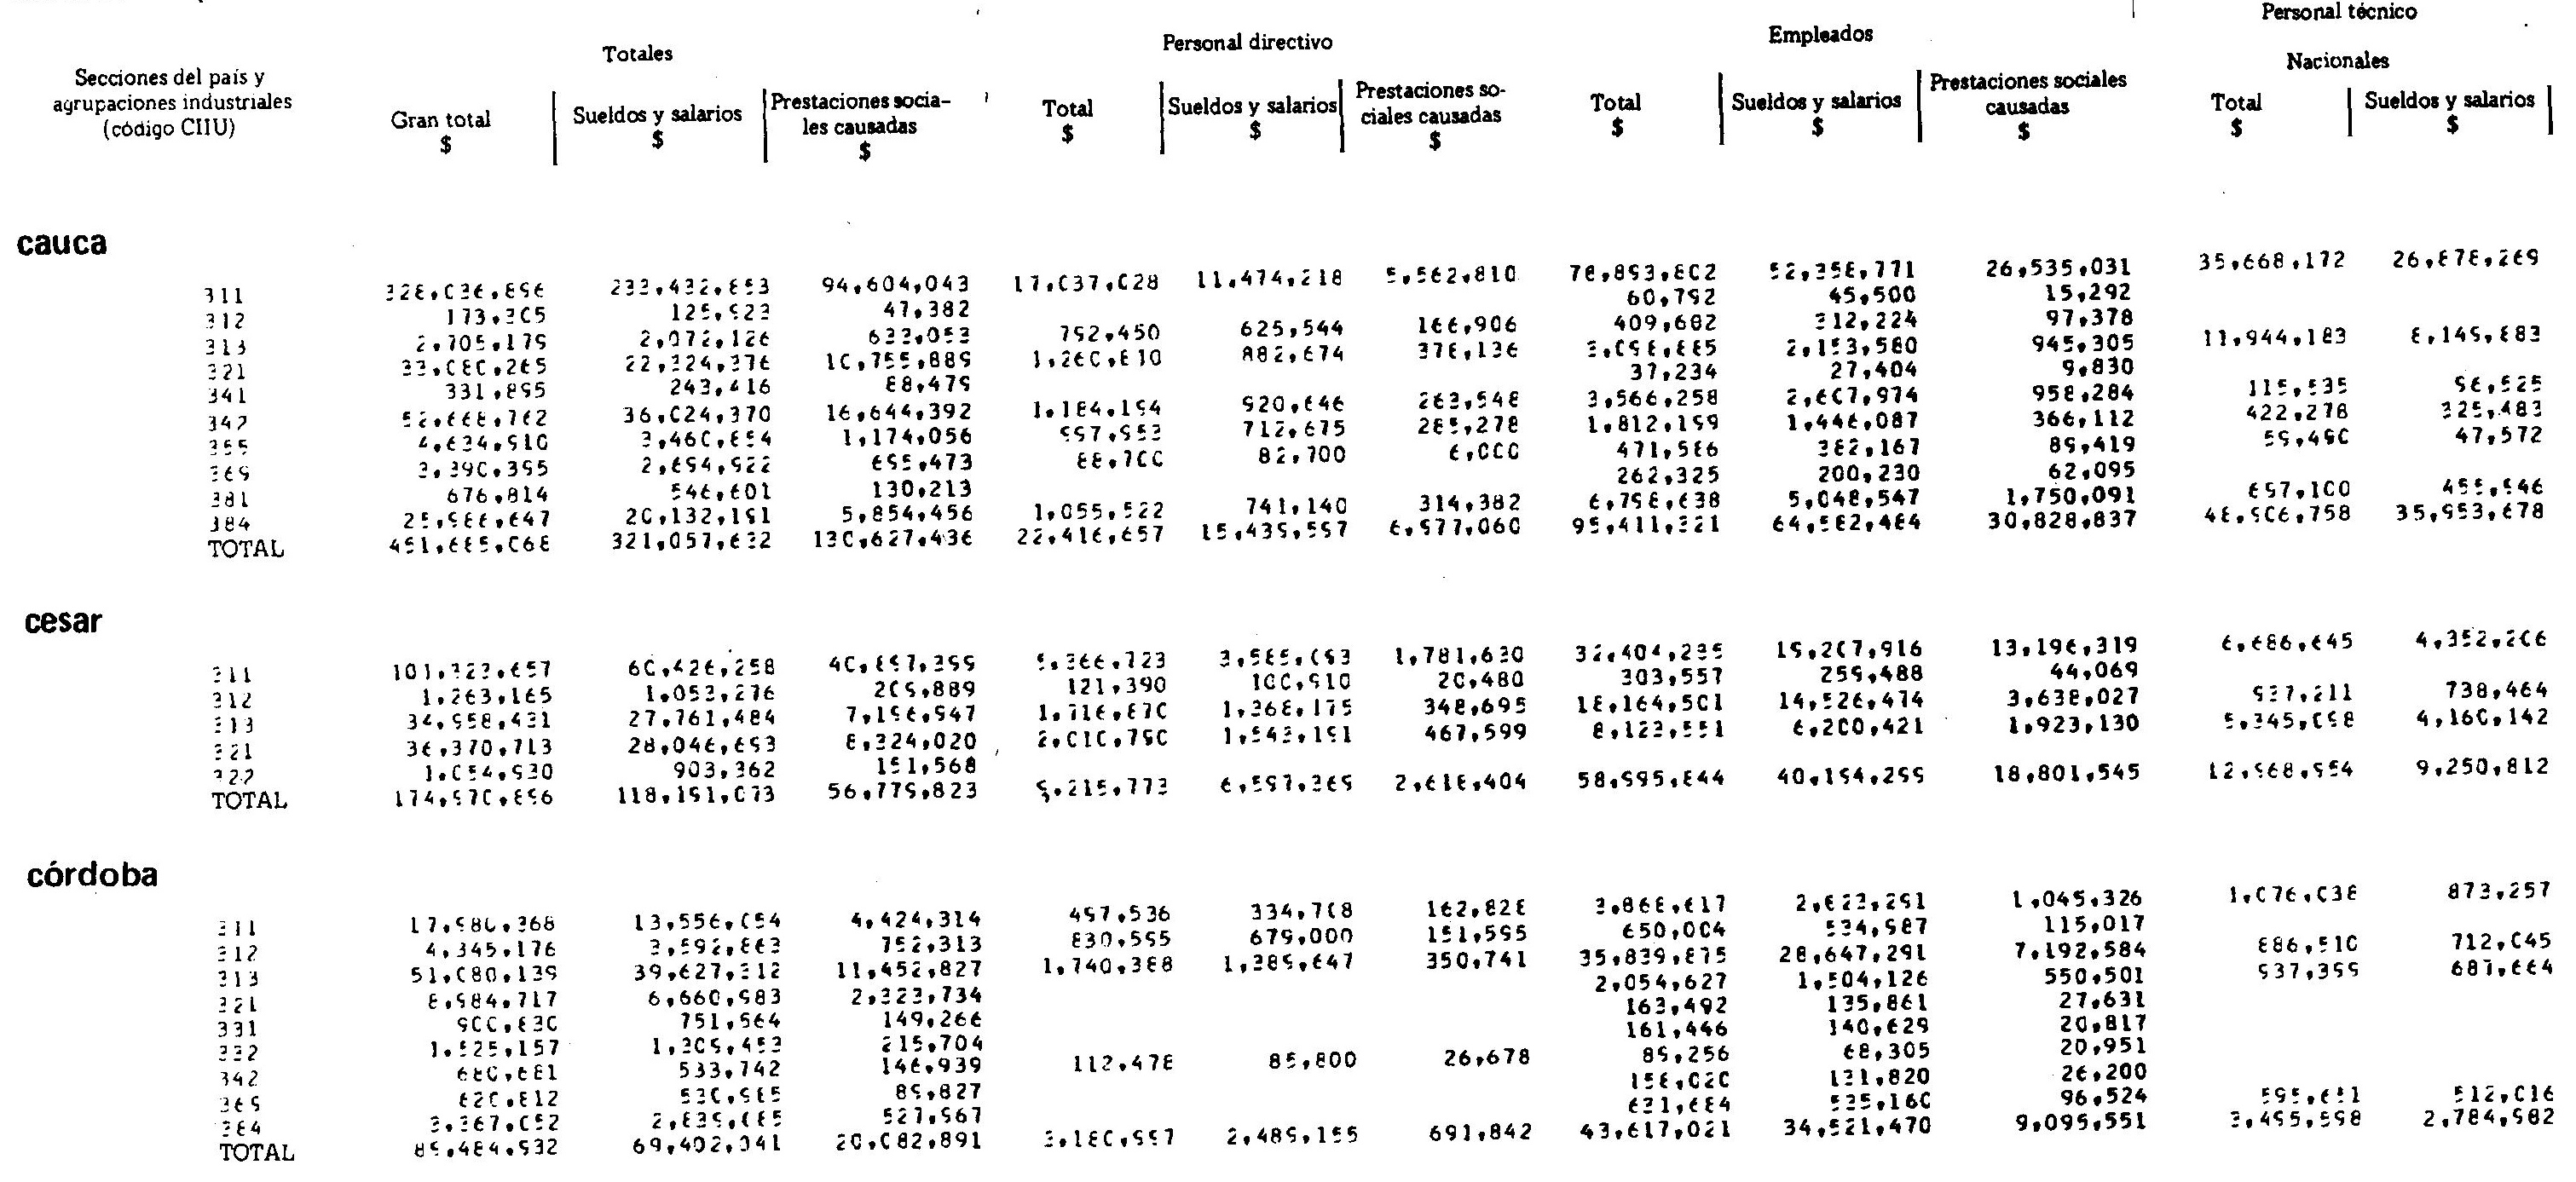 Personal técnico
Totales Personal directivo Empleados
Nacionales
Secciones del país y
agrupaciones industriales
(código CIIU)
Gran total
$
Sueldos y salarios
$
Prestaciones socia-
les causadas
$
Total
$
Sueldos y salarios
$
Prestaciones so-
ciales causadas
$
Total
$
Sueldos y salarios
$
Prestaciones sociales
causadas
$
Total
$
Sueldos y salarios
$
cauca
311 328,036,896 233,432,853 94,604,043 17,037,028 11,474,218 5,562,810 78,893,802 52,358,771 26,535,031 35,668,172 26,878,269
312 173,305 125,923 47,382 60,792 45,500 15,292
313 2,705,179 2,072,126 633,053 792,450 625,544 166,906 409,602 312,224 97,378
321 33,080,265 22,324,376 10,755,889 1,260,810 882,674 378,136 3,098,885 2,153,580 945,305 11,944,183 8,149,883
341 331,895 243,416 88,479 37,234 27,404 9,830
342 52,668,762 36,024,370 16,644,392 1,184,194 920,646 263,548 3,566,258 2,607,974 958,284 115,535 96,525
355 4,634,910 3,460,854 1,174,056 997,953 712,675 285,278 1,812,199 1,446,087 366,112 422,278 325,483
369 3,390,395 2,694,922 695,473 88,700 82,700 6,000 471,586 382,167 89,419 59,490 47,572
381 676,814 546,601 130,213 262,325 200,230 62,095
384 25,986,647 20,132,191 5,854,456 1,055,522 741,140 314,382 6,798,638 5,048,547 1,750,091 697,100 455,946
TOTAL 451,685,068 321,057,632 130,627,436 22,416,657 15,439,597 6,977,060 95,411,321 64,582,484 30,828,837 48,906,758 35,953,678
cesar
311 101,323,657 60,426,258 40,897,399 5,366,723 3,585,093 1,781,630 32,404,235 19,207,916 13,196,319 6,686,645 4,352,206
312 1,263,165 1,053,276 209,889 121,390 100,910 20,480 303,557 259,488 44,069
313 34,958,431 27,761,484 7,196,947 1,716,870 1,368,175 348,695 18,164,501 14,526,474 3,638,027 937,211 738,464
321 36,370,713 28,046,693 8,324,020 2,010,790 1,543,191 467,599 8,123,551 6,200,421 1,923,130 5,345,098 4,160,142
322 1,054,930 903,362 151,568
TOTAL 174,970,896 118,191,073 56,779,823 9,215,773 6,597,369 2,618,404 58,995,844 40,194,299 18,801,545 12,968,954 9,250,812
córdoba
311 17,980,368 13,556,054 4,424,314 497,536 334,708 162,828 3,868,617 2,823,291 1,045,326 1,076,038 873,257
312 4,345,176 3,592,863 752,313 830,595 679,000 151,595 650,004 534,987 115,017
313 51,080,139 39,627,312 11,452,827 1,740,388 1,389,647 350,741 35,839,875 28,647,291 7,192,584 886,510 712,045
321 8,984,717 6,660,983 2,323,734 2,054,627 1,504,126 550,501 937,399 687,664
331 900,830 751,564 149,266 163,492 135,861 27,631
332 1,525,157 1,309,453 215,704 161,446 140,629 20,817
342 680,681 533,742 146,939 112,478 85,800 26,678 89,256 68,305 20,951
369 620,812 530,985 89,827 158,020 131,820 26,200
384 3,367,052 2,839,085 527,967 631,684 535,160 96,524 595,651 512,016
TOTAL 89,484,932 69,402,041 20,082,891 3,180,997 2,489,155 691,842 43,617,021 34,521,470 9,095,551 3,495,598 2,784,982